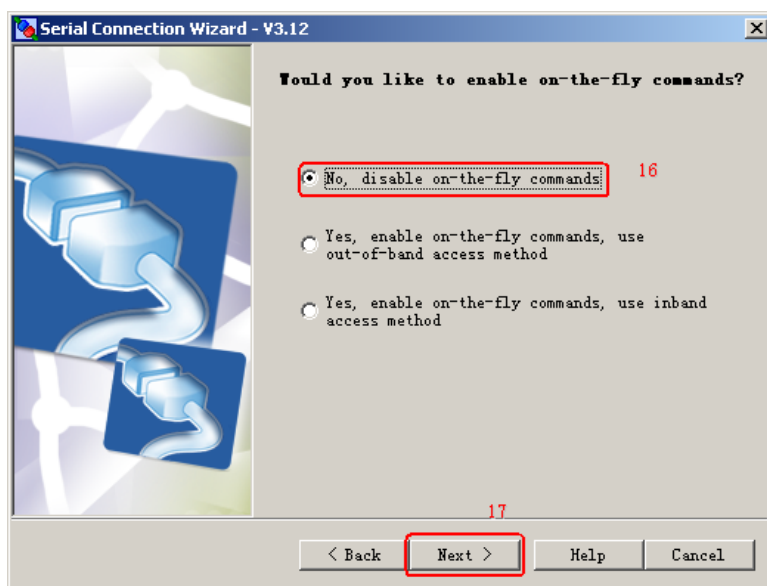 Serial Connection Wizard - V3.12
Would you like to enable on-the-fly commands?
No, disable on-the-fly commands
16
Yes, enable on-the-fly commands, use
out-of-band access method
Yes, enable on-the-fly commands, use inband
access method
17
< Back
Next >
Help
Cancel